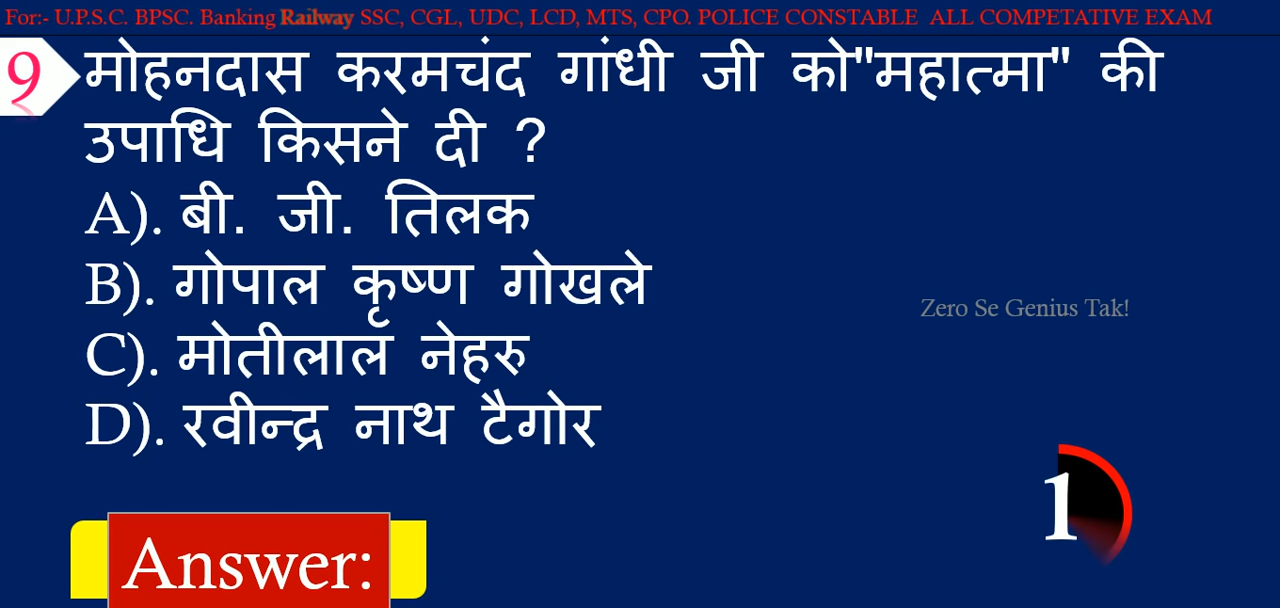 For:- U.P.S.C. BPSC. Banking Railway SSC, CGL, UDC, LCD, MTS, CPO. POLICE CONSTABLE ALL COMPETATIVE EXAM
9 मोहनदास करमचंद गांधी जी को"महात्मा" की
उपाधि किसने दी ?
A). बी. जी. तिलक
B). गोपाल कृष्ण गोखले
Zero Se Genius Tak!
C). मोतीलाल नेहरु
D). रवीन्द्र नाथ टैगोर
1
Answer: